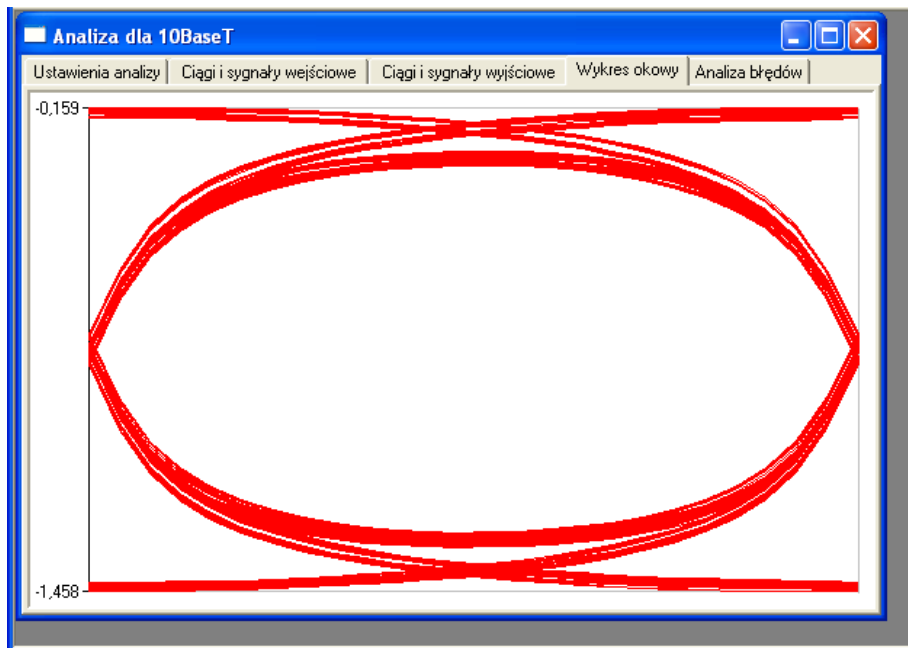 Analiza dla 10BaseT
Ustawienia analizy Ciągi i sygnały wejściowe Ciągi i sygnały wyjściowe Wykres okowy Analiza błędów
-0,159
-1,458